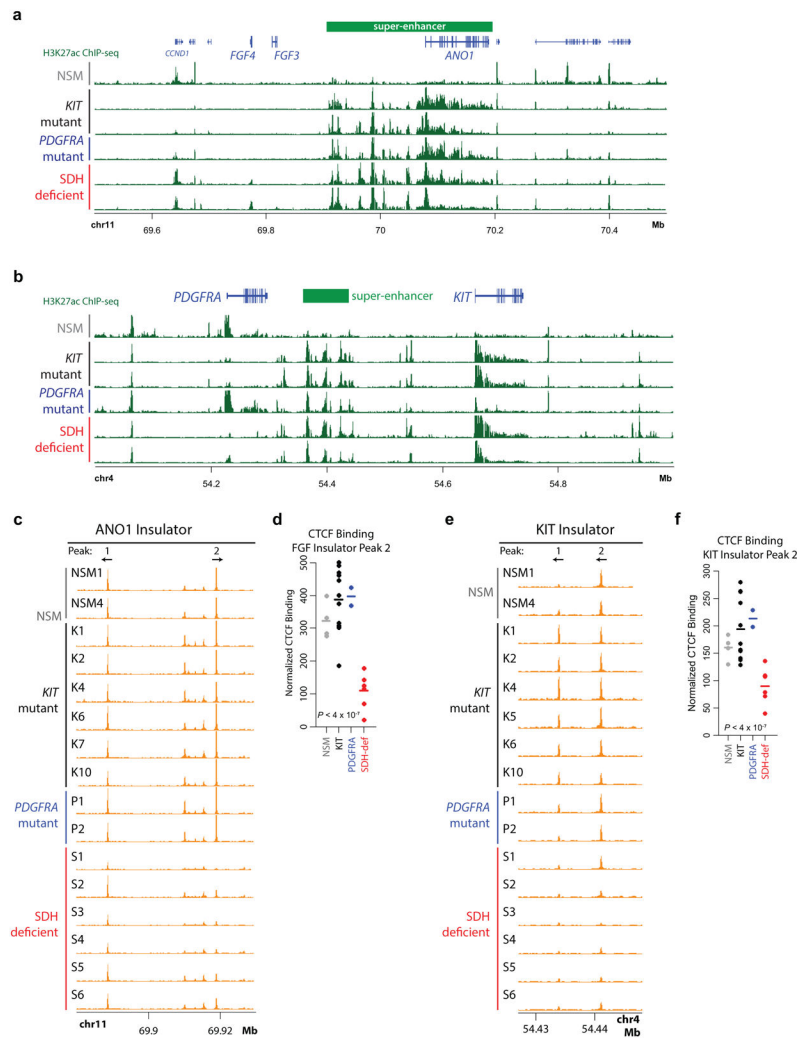 a
super-enhancer
CCND1 FGF4 FGF3 ANO1
H3K27ac ChIP-seq
NSM
KIT
mutant
PDGFRA
mutant
SDH
deficient
chr11 69.6 69.8 70 70.2 70.4 Mb
b
PDGFRA super-enhancer KIT
H3K27ac ChIP-seq
NSM
KIT
mutant
PDGFRA
mutant
SDH
deficient
chr4 54.2 54.4 54.6 54.8 Mb
c
ANO1 Insulator
Peak: 1 2
NSM1
NSM4
NSM
K1
K2
K4
K6
K7
K10
KIT
mutant
P1
P2
PDGFRA
mutant
S1
S2
S3
S4
S5
S6
SDH
deficient
chr11 69.9 69.92 Mb
d
CTCF Binding
FGF Insulator Peak 2
Normalized CTCF Binding
500
400
300
200
100
0
P < 4 x 10-7
NSM
KIT
PDGFRA
SDH-def
e
KIT Insulator
Peak: 1 2
NSM1
NSM4
NSM
K1
K2
K4
K5
K6
K10
KIT
mutant
P1
P2
PDGFRA
mutant
S1
S2
S3
S4
S5
S6
SDH
deficient
54.43 54.44 chr4
Mb
f
CTCF Binding
KIT Insulator Peak 2
Normalized CTCF Binding
300
250
200
150
100
50
0
P < 4 x 10-7
NSM
KIT
PDGFRA
SDH-def